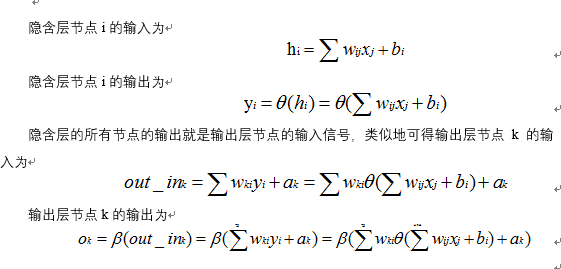 隐含层节点 i 的输入为
hi = ∑ wijxj + bi
隐含层节点 i 的输出为
yi = θ(hi) = θ(∑ wijxj + bi)
隐含层的所有节点的输出就是输出层节点的输入信号，类似地可得输出层节点 k 的输
入为
out_ink = ∑ wkiyi + ak = ∑ wkiθ(∑ wijxj + bi) + ak
输出层节点 k 的输出为
ok = β(out_ink) = β(∑ wkiyi + ak) = β(∑ wkiθ(∑ wijxj + bi) + ak)